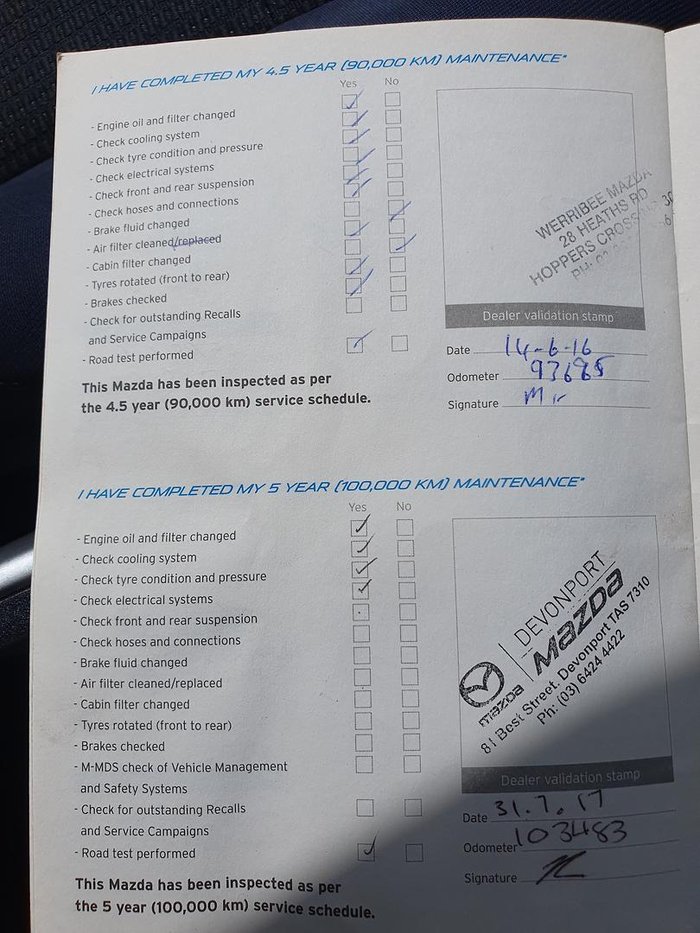 I HAVE COMPLETED MY 4.5 YEAR (90,000 KM) MAINTENANCE*
Yes No
- Engine oil and filter changed
- Check cooling system
- Check tyre condition and pressure
- Check electrical systems
- Check front and rear suspension
- Check hoses and connections
- Brake fluid changed
- Air filter cleaned/replaced
- Cabin filter changed
- Tyres rotated (front to rear)
- Brakes checked
- Check for outstanding Recalls
and Service Campaigns
- Road test performed
This Mazda has been inspected as per
the 4.5 year (90,000 km) service schedule.
WERRIBEE MAZDA
28 HEATHS RD
HOPPERS CROSSING
PH:
Dealer validation stamp
Date 14-6-16
Odometer 93685
Signature
I HAVE COMPLETED MY 5 YEAR (100,000 KM) MAINTENANCE*
Yes No
- Engine oil and filter changed
- Check cooling system
- Check tyre condition and pressure
- Check electrical systems
- Check front and rear suspension
- Check hoses and connections
- Brake fluid changed
- Air filter cleaned/replaced
- Cabin filter changed
- Tyres rotated (front to rear)
- Brakes checked
- M-MDS check of Vehicle Management
and Safety Systems
- Check for outstanding Recalls
and Service Campaigns
- Road test performed
This Mazda has been inspected as per
the 5 year (100,000 km) service schedule.
DEVONPORT
mazda
mazda
81 Best Street, Devonport TAS 7310
Ph: (03) 6424 4422
Dealer validation stamp
Date 31.7.17
Odometer 103483
Signature